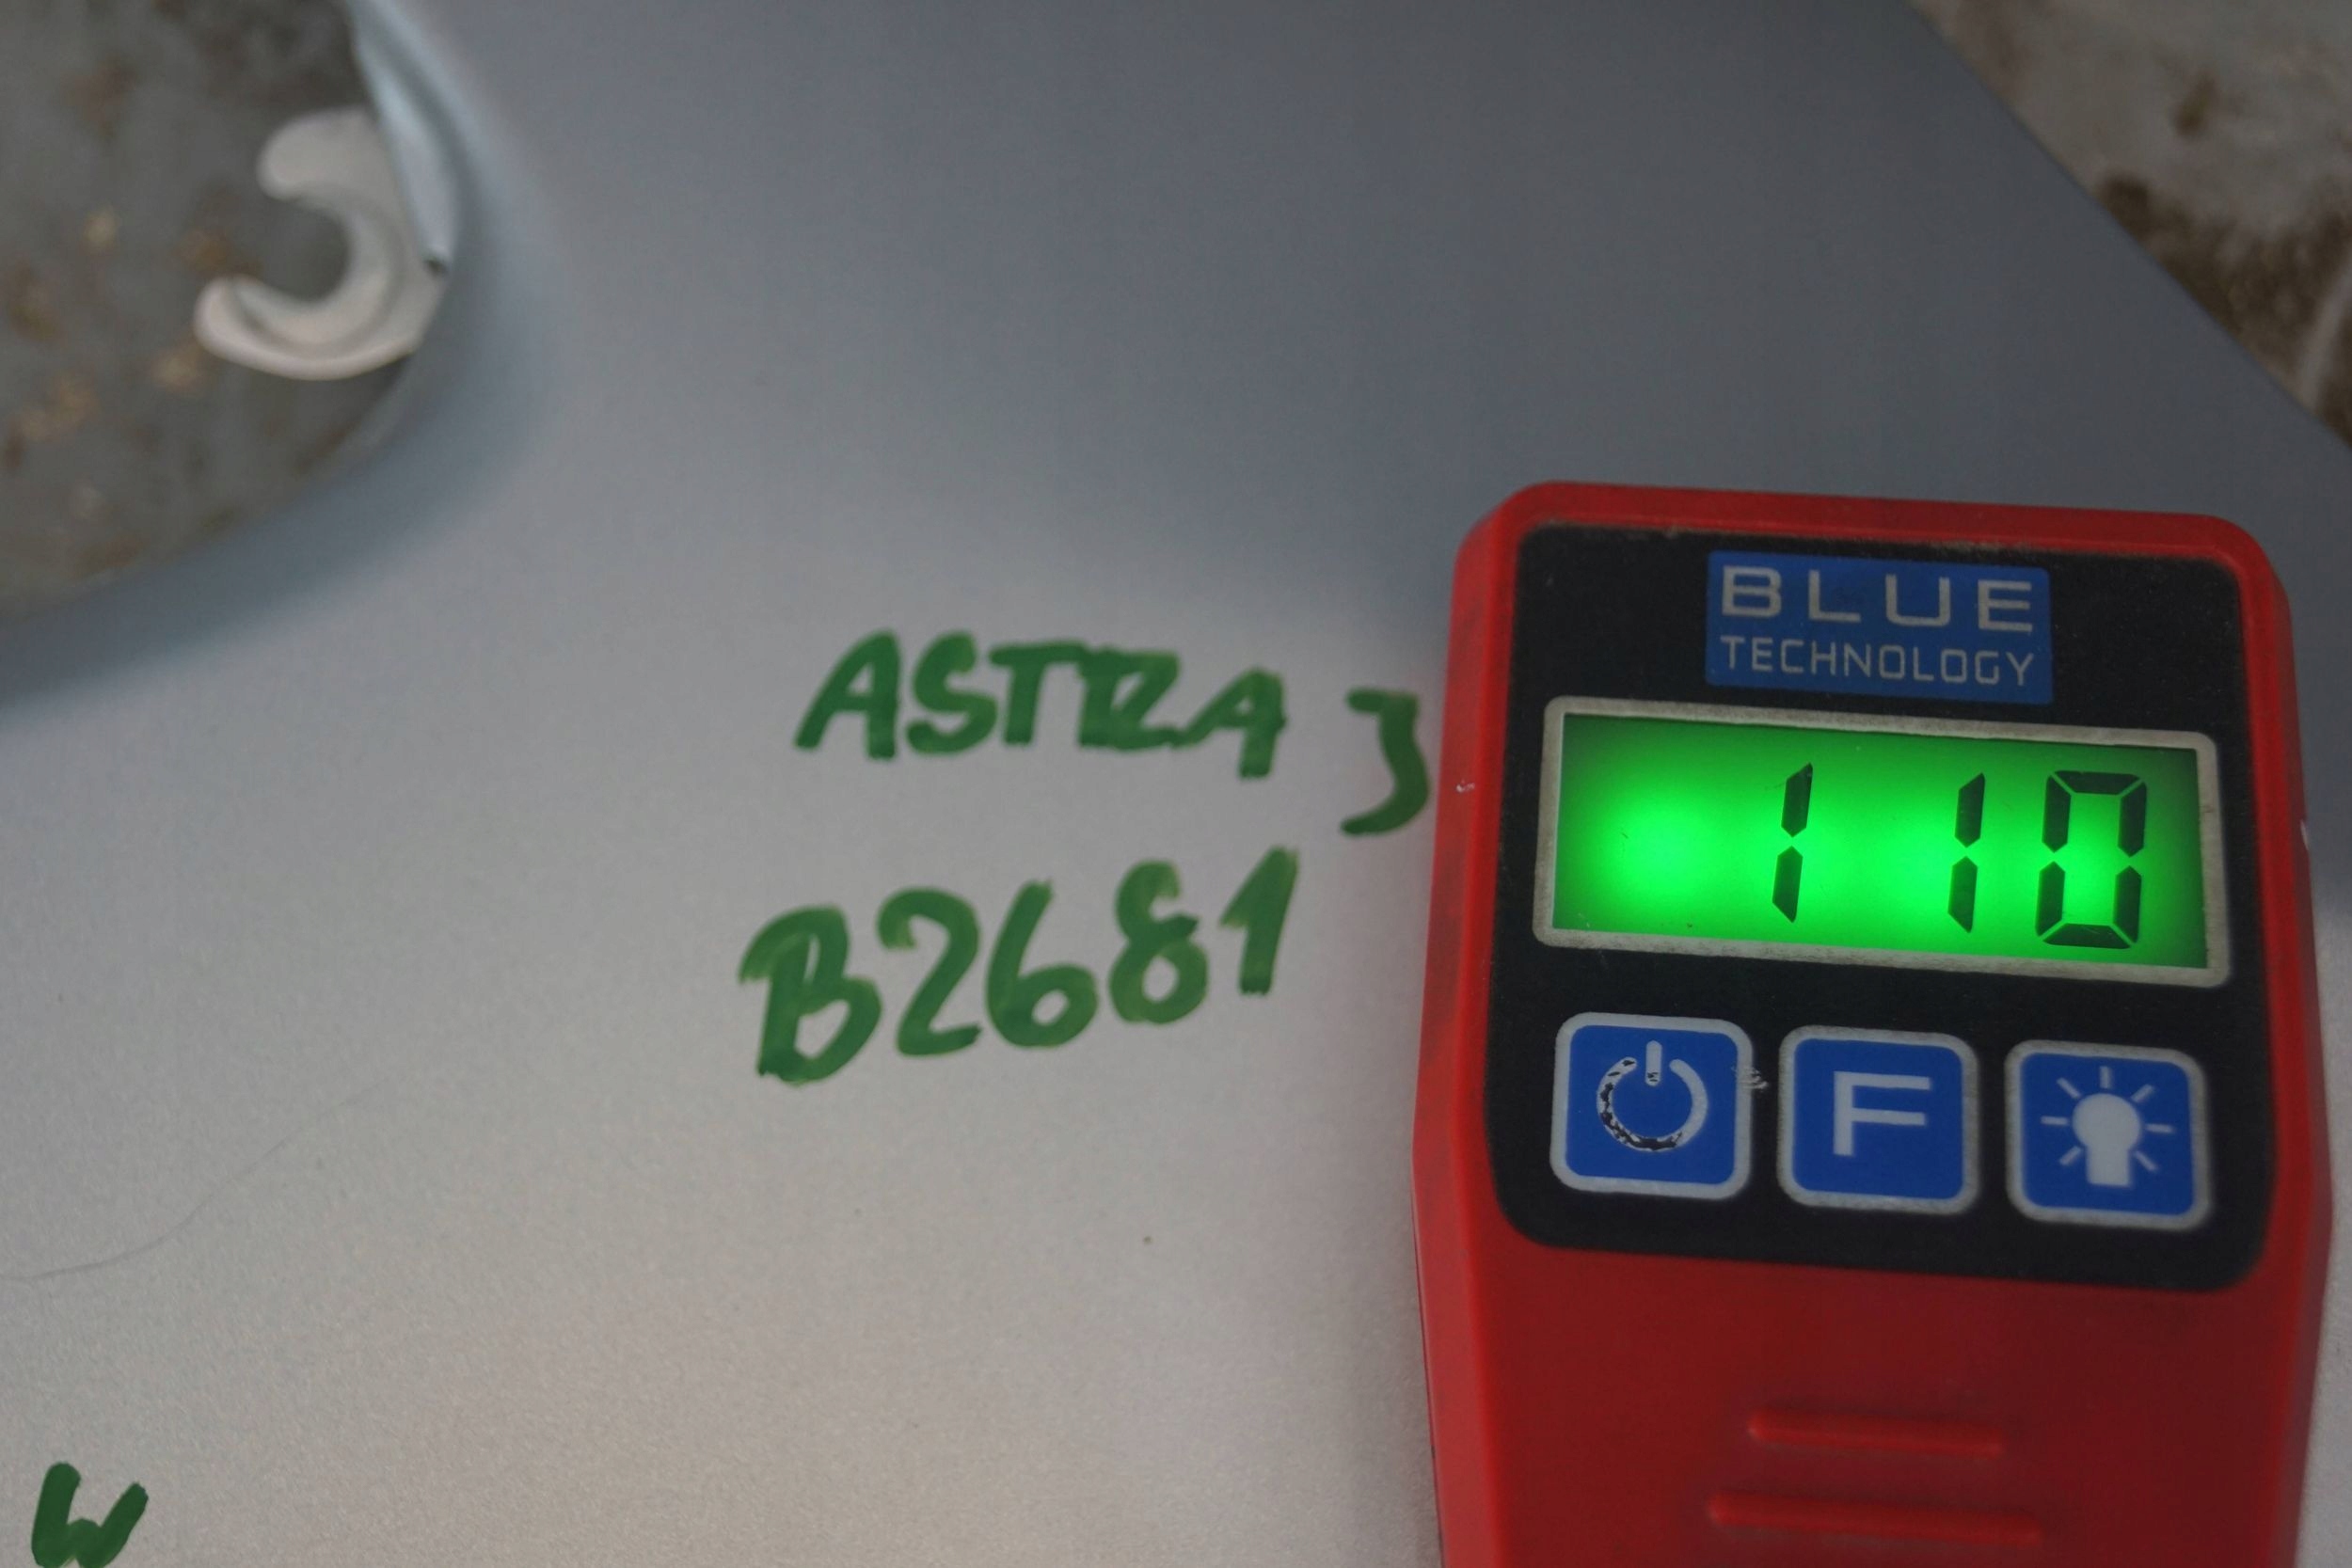 ASTRA J
B2681
W
BLUE
TECHNOLOGY
110
F